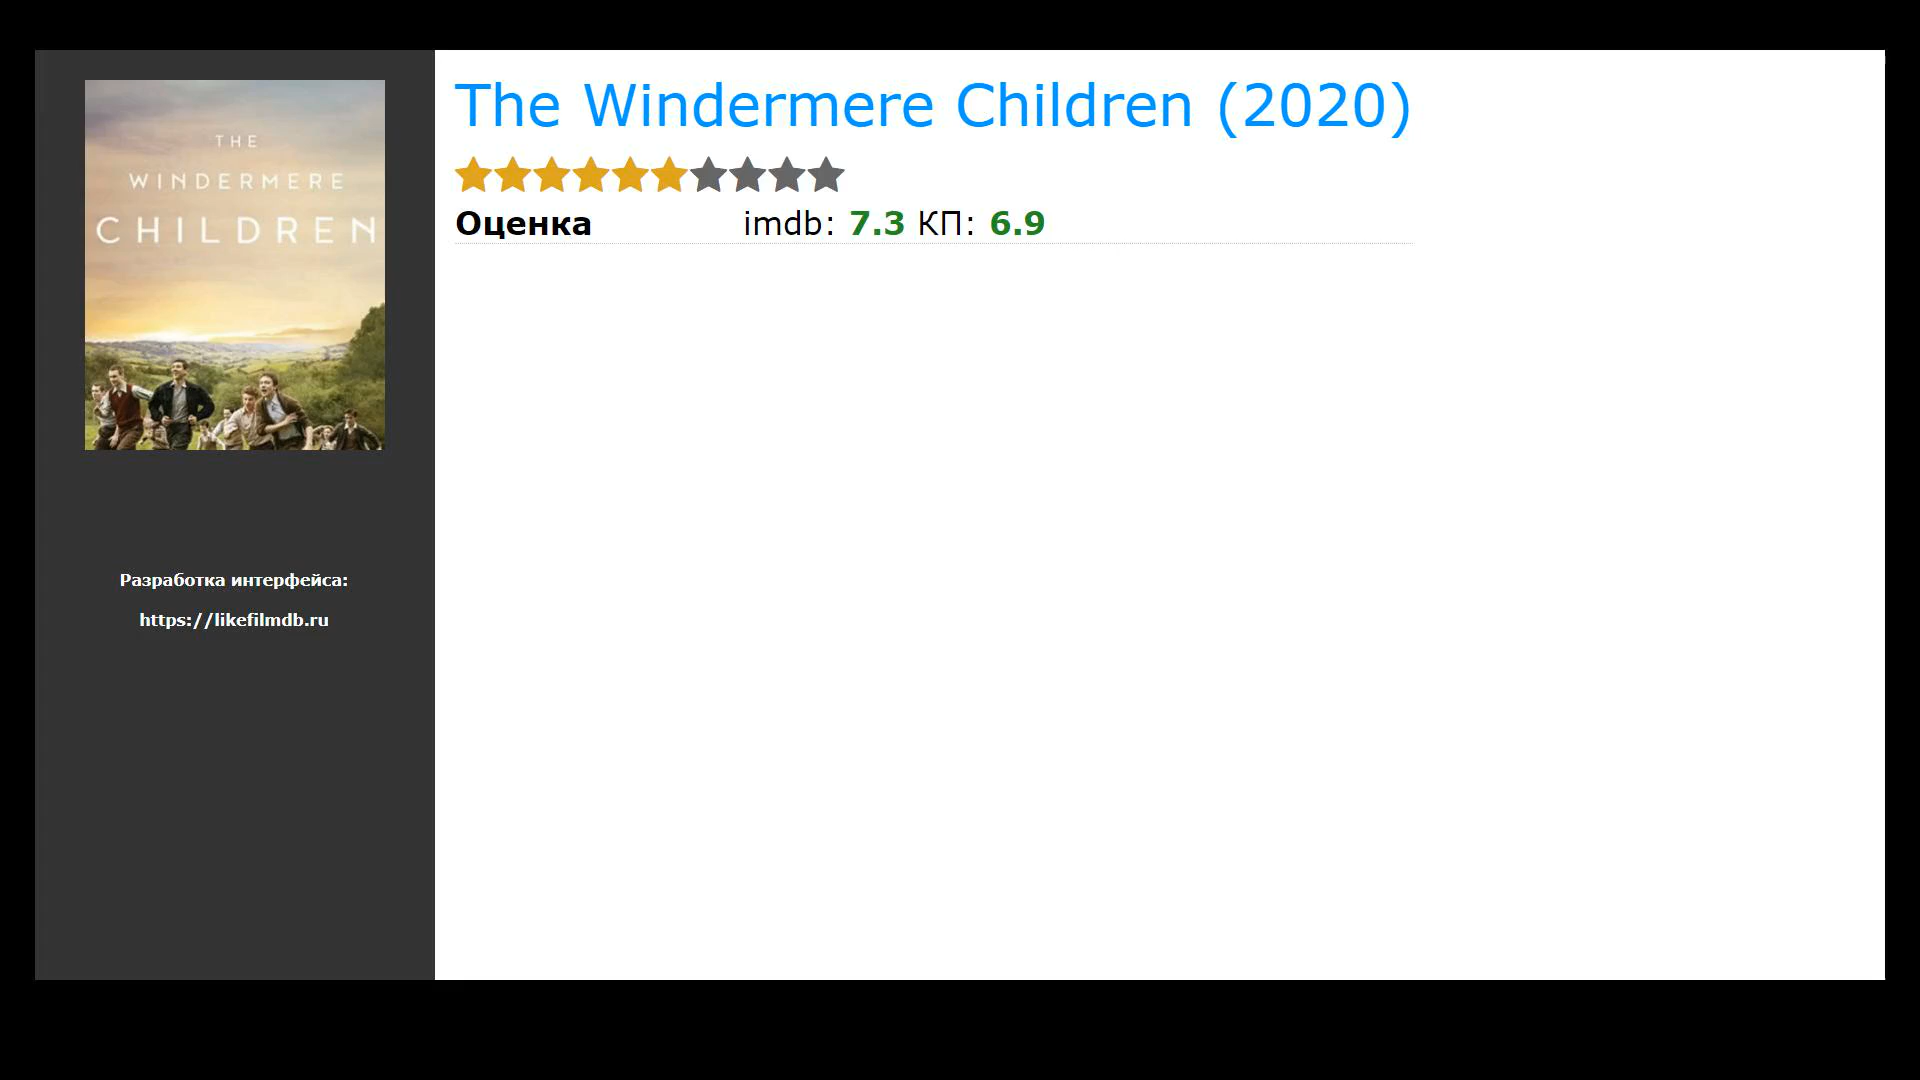 THE
WINDERMERE
CHILDREN
Разработка интерфейса:
https://likefilmdb.ru
The Windermere Children (2020)
Оценка imdb: 7.3 КП: 6.9